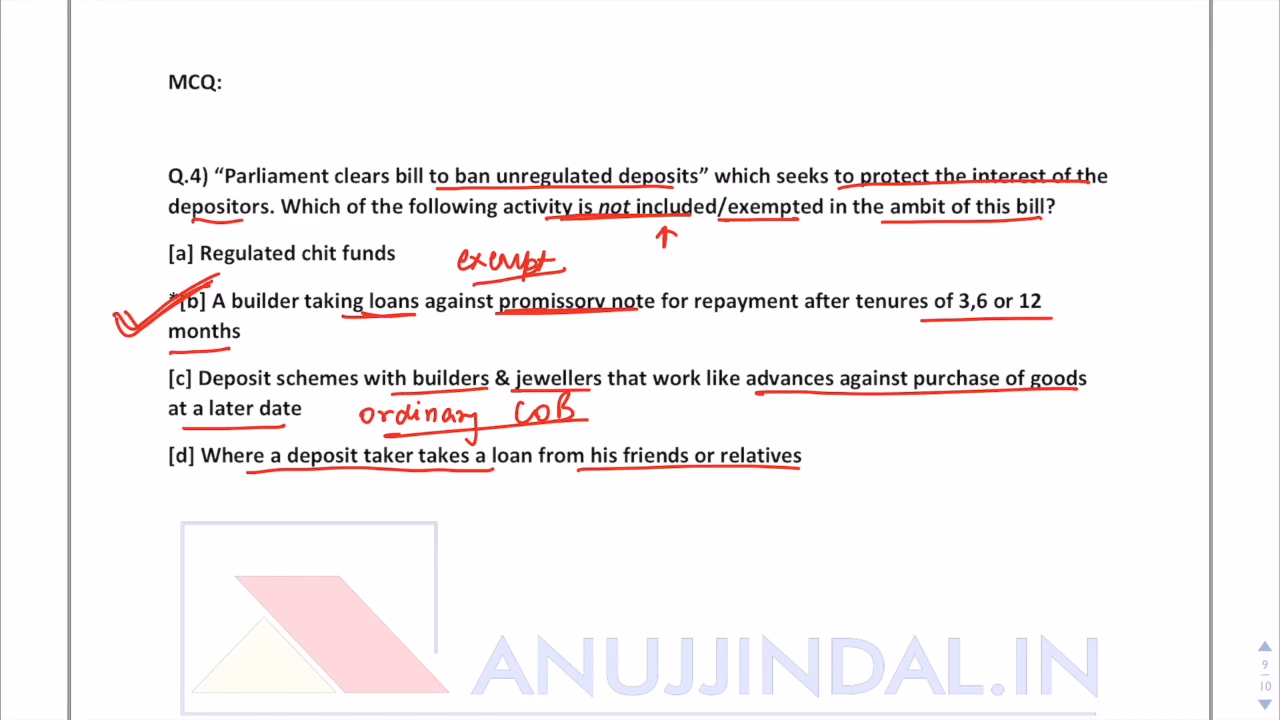 MCQ:
Q.4) “Parliament clears bill to ban unregulated deposits” which seeks to protect the interest of the
depositors. Which of the following activity is not included/exempted in the ambit of this bill?
[a] Regulated chit funds
exempt
*[b] A builder taking loans against promissory note for repayment after tenures of 3,6 or 12
months
[c] Deposit schemes with builders & jewellers that work like advances against purchase of goods
at a later date
ordinary COB
[d] Where a deposit taker takes a loan from his friends or relatives
ANUJJINDAL.IN
9
10